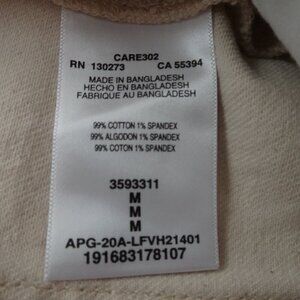 CARE302
RN 130273 CA 55394
MADE IN BANGLADESH
HECHO EN BANGLADESH
FABRIQUE AU BANGLADESH
99% COTTON 1% SPANDEX
99% ALGODON 1% SPANDEX
99% COTON 1% SPANDEX
3593311
M
M
M
APG-20A-LFVH21401
191683178107